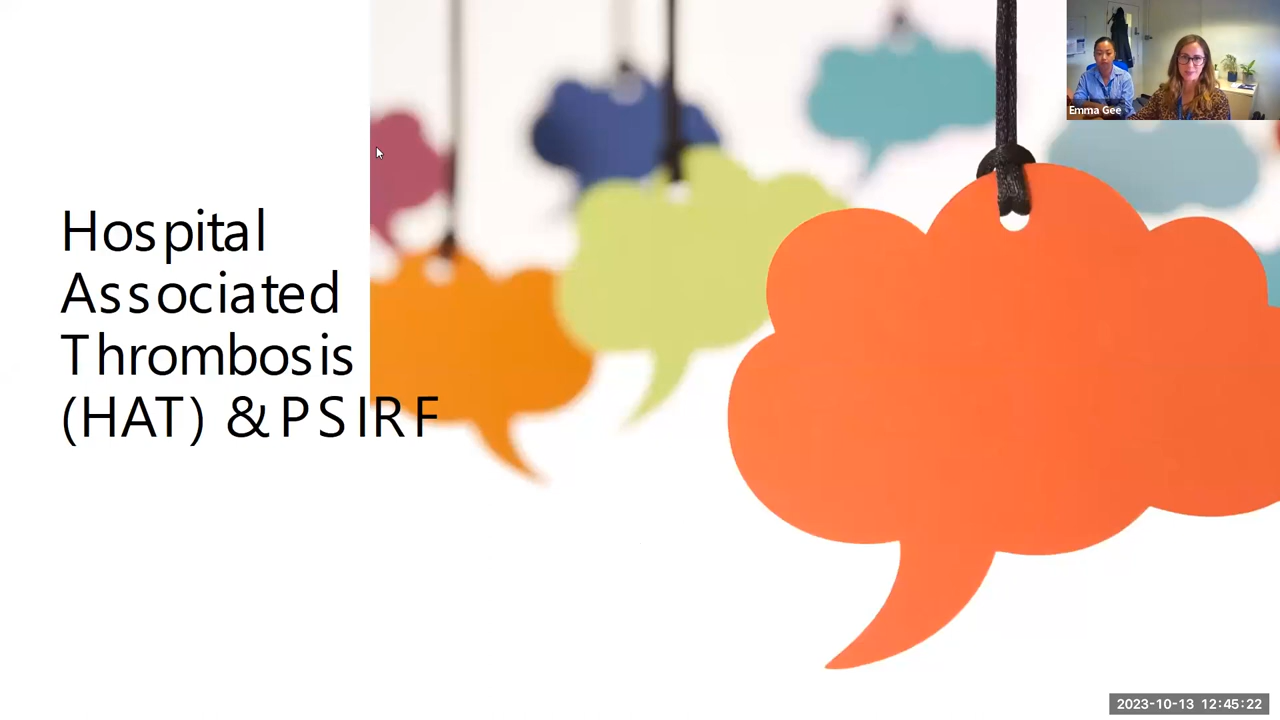 Emma Gee
Hospital
Associated
Thrombosis
(HAT) & PSIRF
2023-10-13 12:45:22